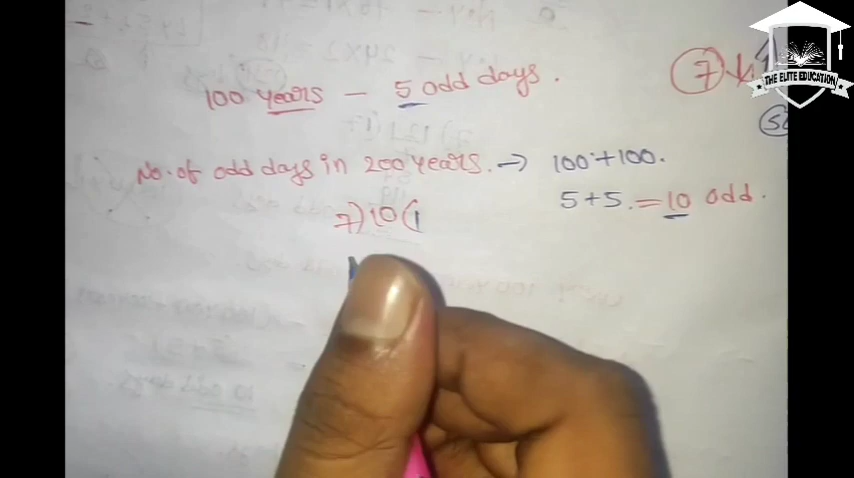 100 years – 5 odd days.
7
THE ELITE EDUCATION
No. of odd days in 200 years. → 100 + 100.
5 + 5. = 10 odd.
7) 10 (1